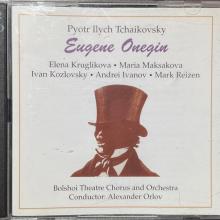 Pyotr Ilych Tchaikovsky
Eugene Onegin
Elena Kruglikova • Maria Maksakova
Ivan Kozlovsky • Andrei Ivanov • Mark Reizen
Bolshoi Theatre Chorus and Orchestra
Conductor: Alexander Orlov